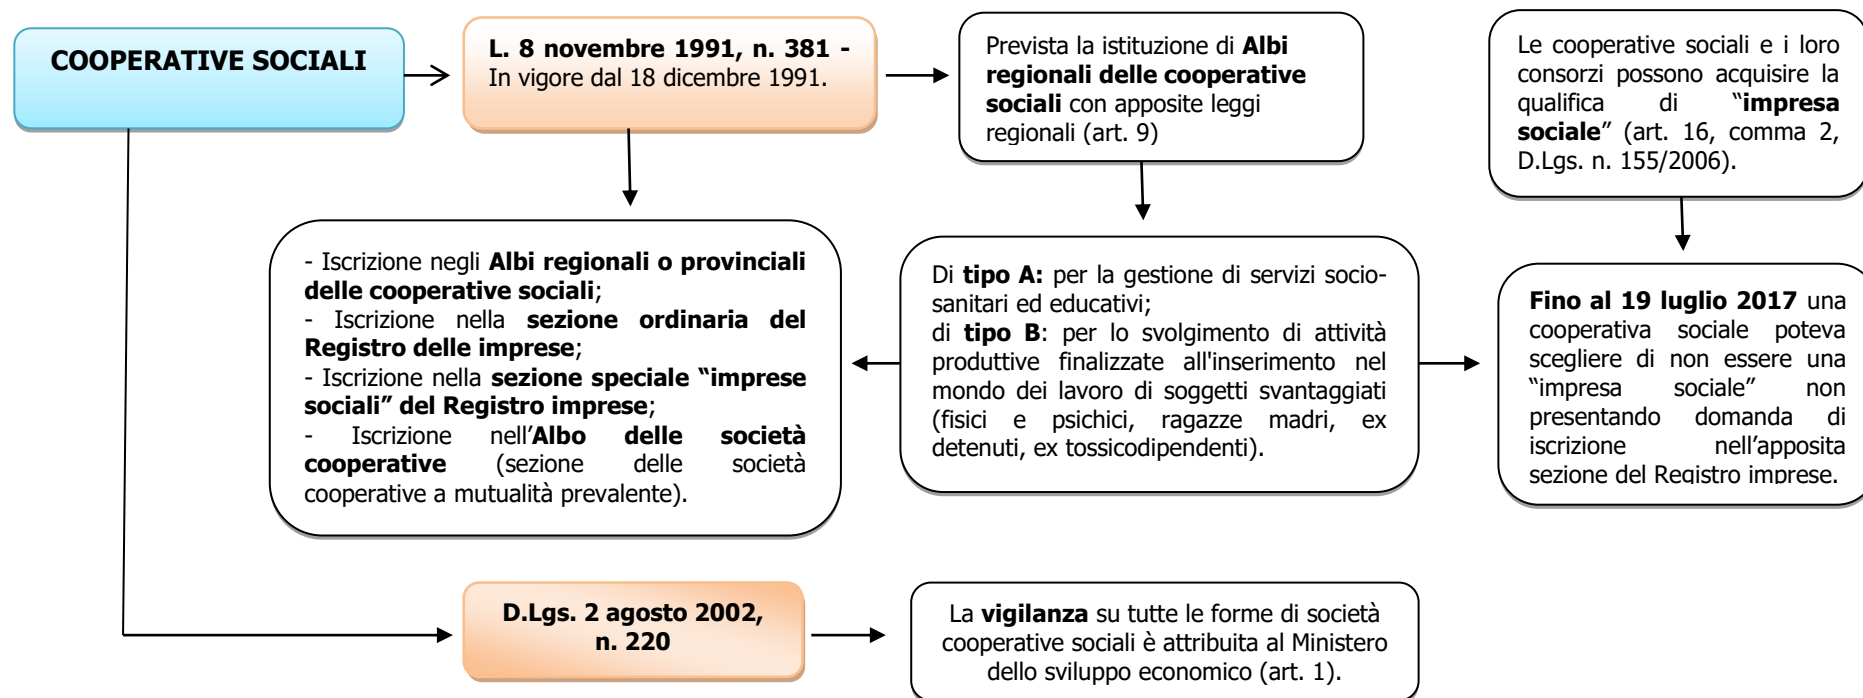 COOPERATIVE SOCIALI
L. 8 novembre 1991, n. 381 -
In vigore dal 18 dicembre 1991.
Prevista la istituzione di Albi
regionali delle cooperative
sociali con apposite leggi
regionali (art. 9)
Le cooperative sociali e i loro
consorzi possono acquisire la
qualifica di “impresa
sociale” (art. 16, comma 2,
D.Lgs. n. 155/2006).
- Iscrizione negli Albi regionali o provinciali
delle cooperative sociali;
- Iscrizione nella sezione ordinaria del
Registro delle imprese;
- Iscrizione nella sezione speciale “imprese
sociali” del Registro imprese;
- Iscrizione nell’Albo delle società
cooperative (sezione delle società
cooperative a mutualità prevalente).
Di tipo A: per la gestione di servizi socio-
sanitari ed educativi;
di tipo B: per lo svolgimento di attività
produttive finalizzate all'inserimento nel
mondo dei lavoro di soggetti svantaggiati
(fisici e psichici, ragazze madri, ex
detenuti, ex tossicodipendenti).
Fino al 19 luglio 2017 una
cooperativa sociale poteva
scegliere di non essere una
“impresa sociale” non
presentando domanda di
iscrizione nell’apposita
sezione del Registro imprese.
D.Lgs. 2 agosto 2002,
n. 220
La vigilanza su tutte le forme di società
cooperative sociali è attribuita al Ministero
dello sviluppo economico (art. 1).